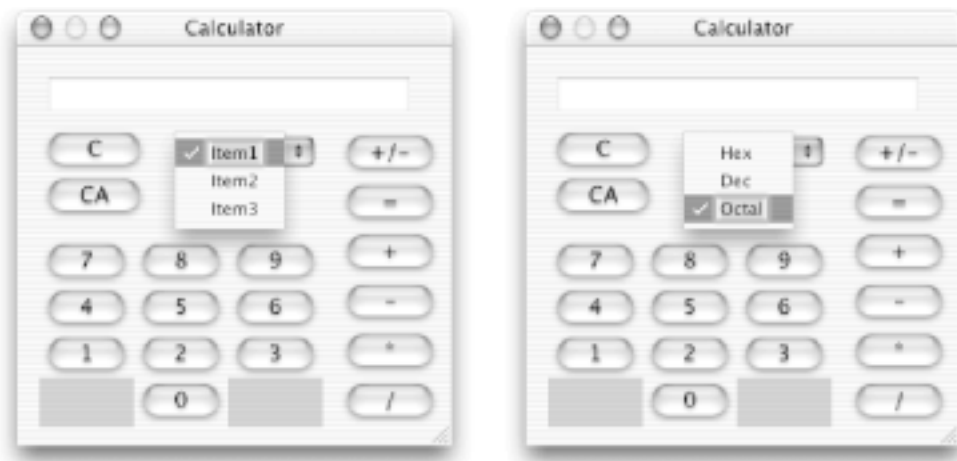 Calculator
C
✓ Item1
+/-
Item2
CA
Item3
=
7 8 9 +
4 5 6 -
1 2 3 *
0 /
Calculator
C
Hex
+/-
Dec
CA
✓ Octal
=
7 8 9 +
4 5 6 -
1 2 3 *
0 /